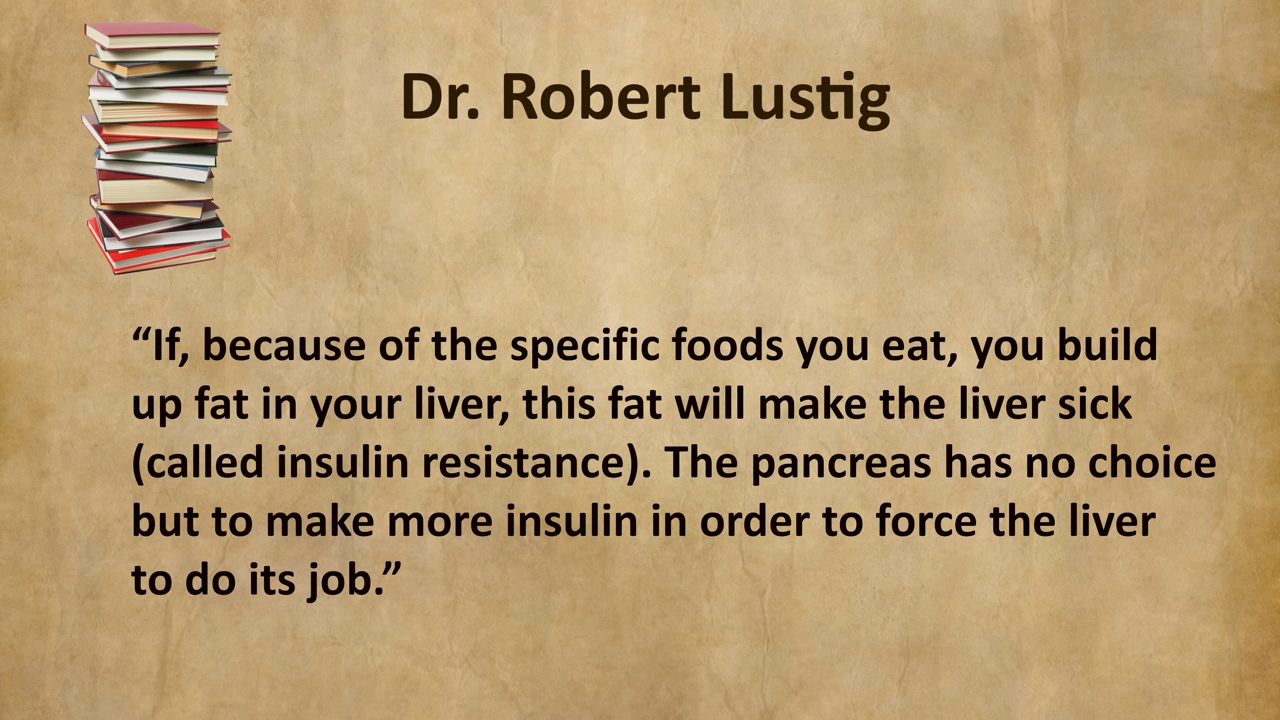 Dr. Robert Lustig
“If, because of the specific foods you eat, you build
up fat in your liver, this fat will make the liver sick
(called insulin resistance). The pancreas has no choice
but to make more insulin in order to force the liver
to do its job.”